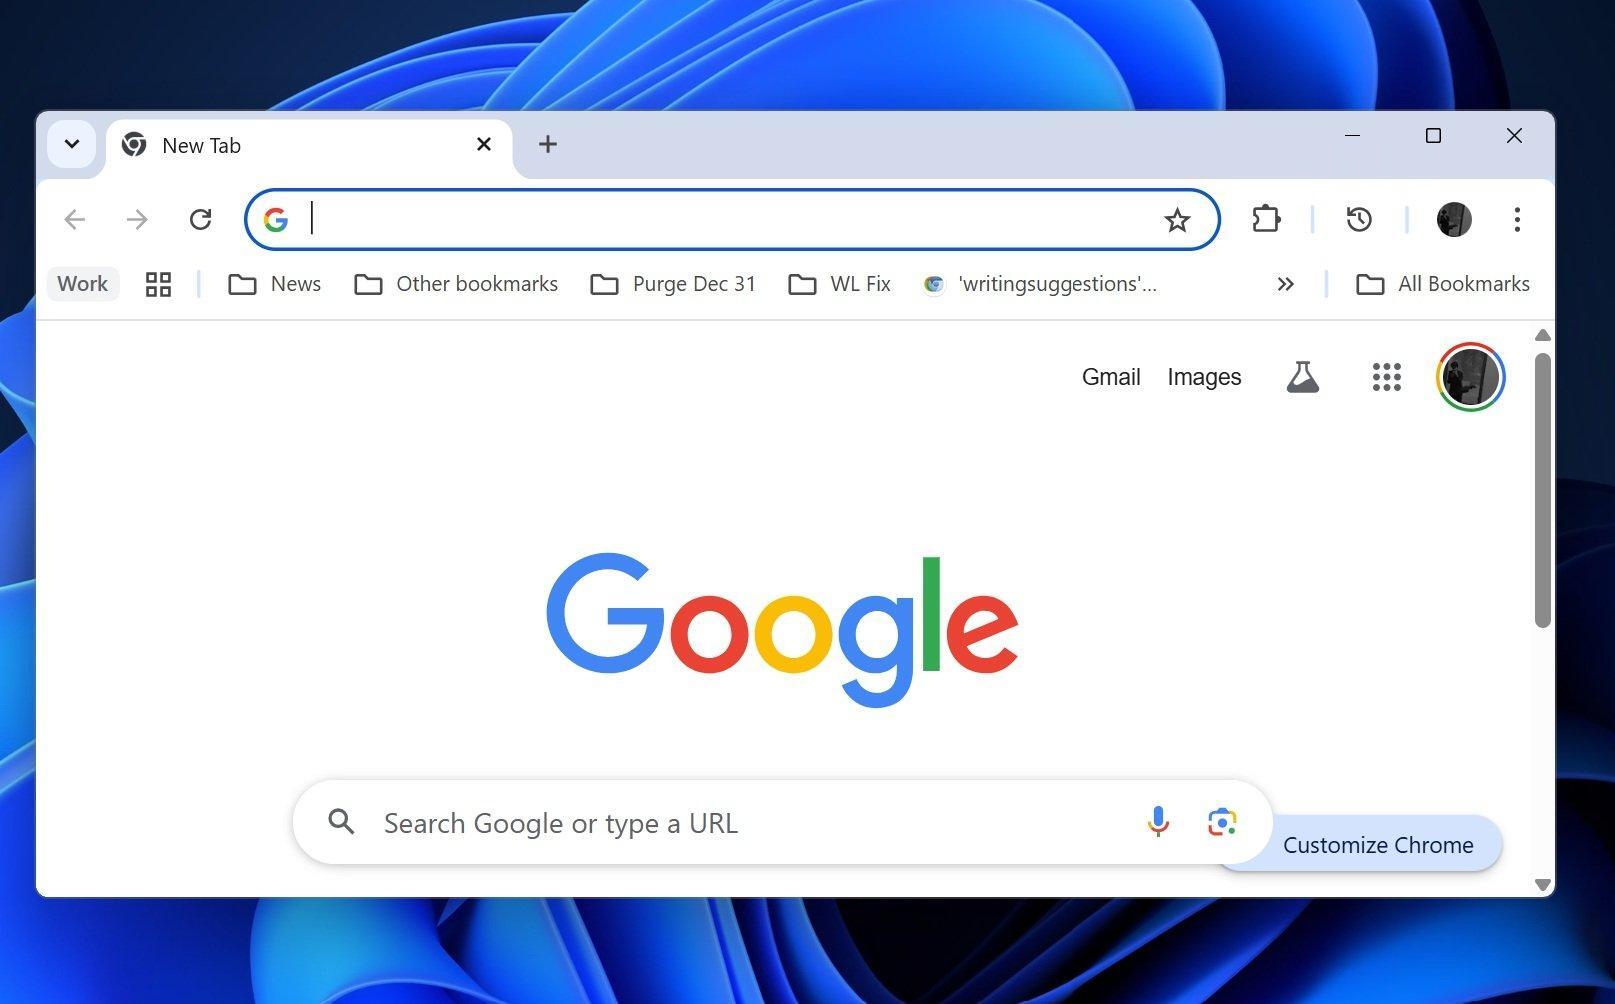 New Tab
Work News Other bookmarks Purge Dec 31 WL Fix 'writingsuggestions'... All Bookmarks
Gmail Images
Google
Search Google or type a URL
Customize Chrome